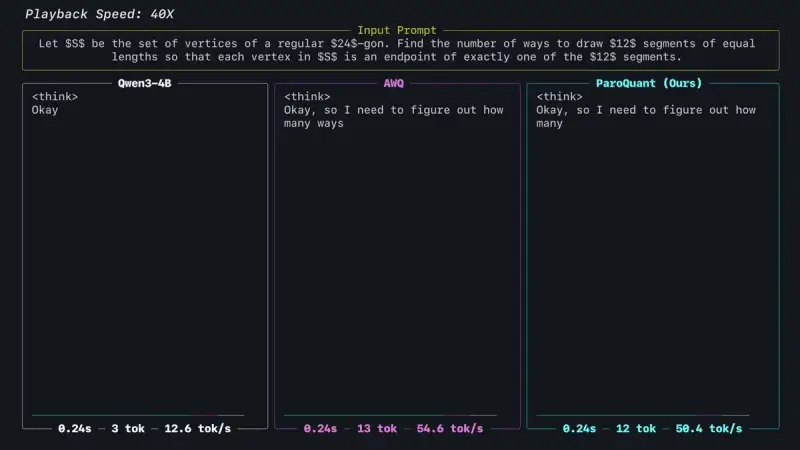 Playback Speed: 40X
Input Prompt
Let $S$ be the set of vertices of a regular $24$-gon. Find the number of ways to draw $12$ segments of equal
lengths so that each vertex in $S$ is an endpoint of exactly one of the $12$ segments.
Qwen3-4B
<think>
Okay
0.24s — 3 tok — 12.6 tok/s
AWQ
<think>
Okay, so I need to figure out how
many ways
0.24s — 13 tok — 54.6 tok/s
ParoQuant (Ours)
<think>
Okay, so I need to figure out how
many
0.24s — 12 tok — 50.4 tok/s